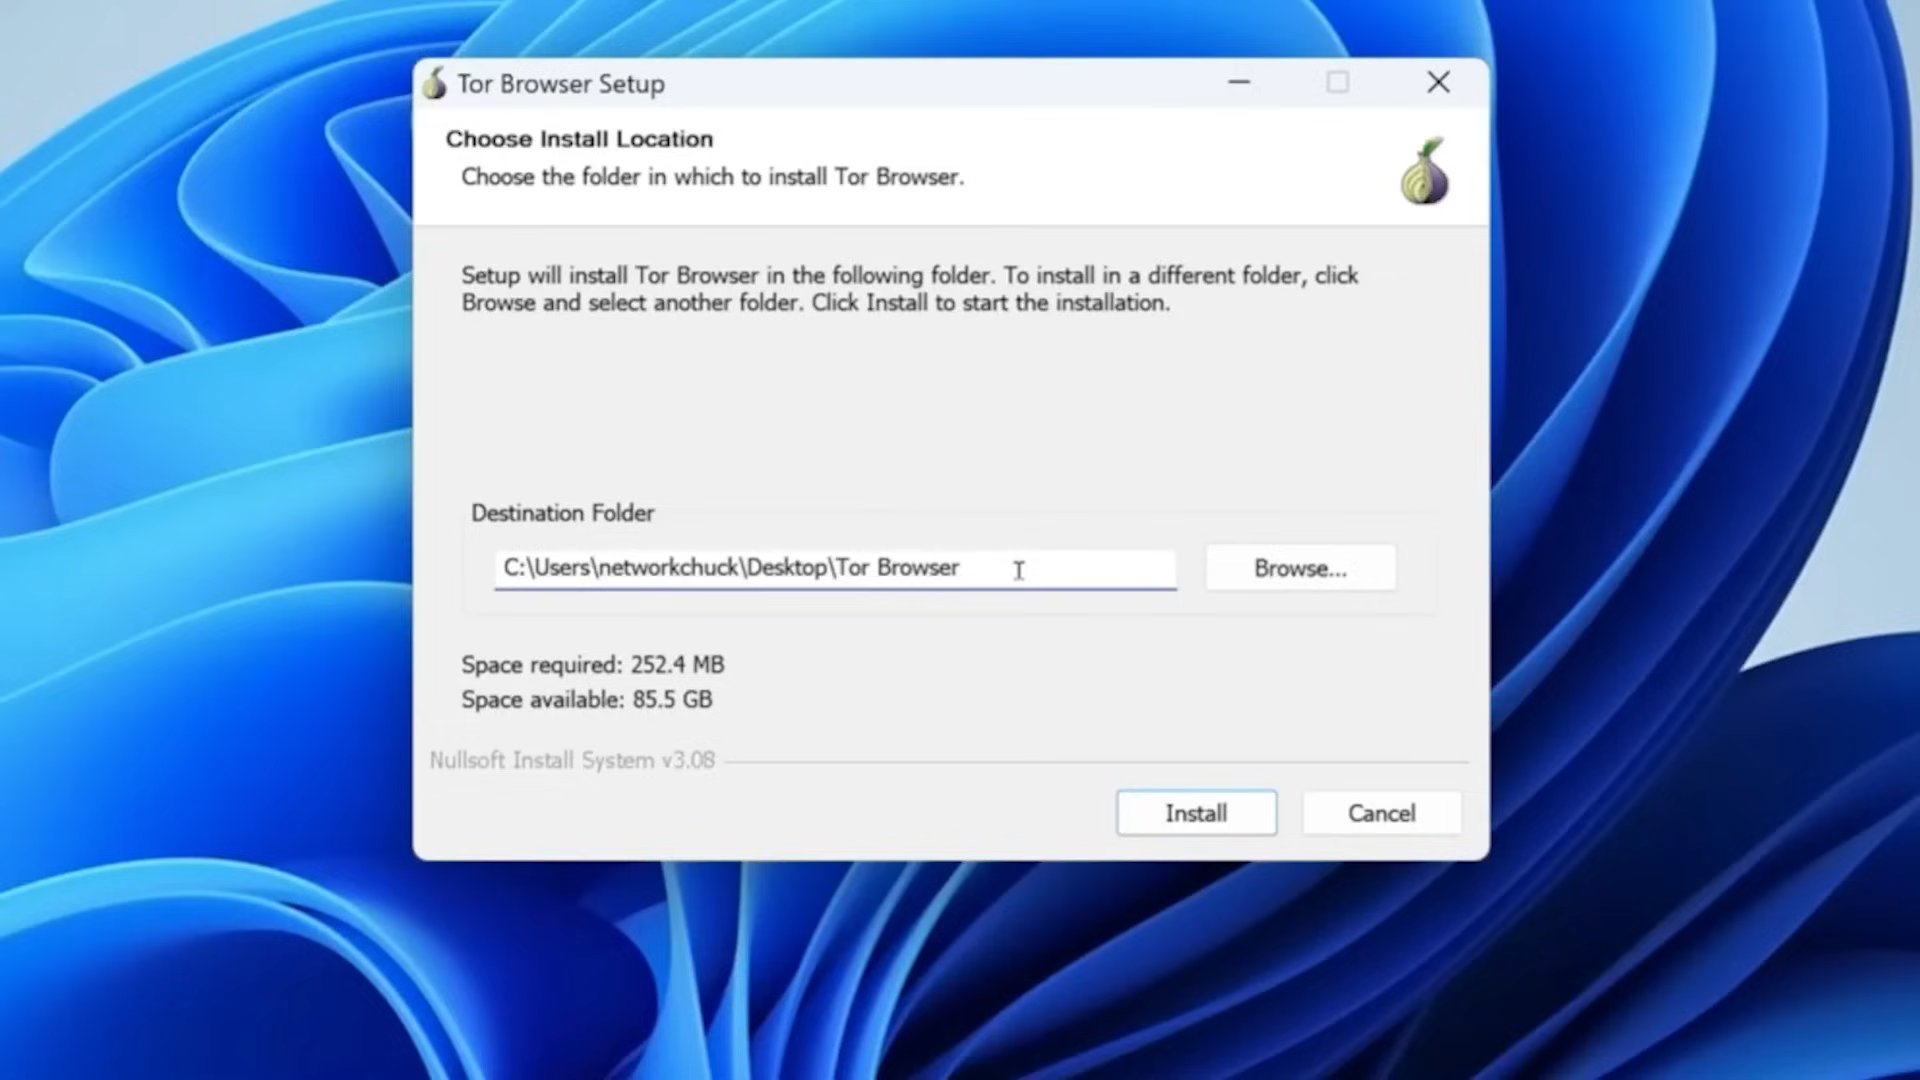 Tor Browser Setup
Choose Install Location
Choose the folder in which to install Tor Browser.
Setup will install Tor Browser in the following folder. To install in a different folder, click
Browse and select another folder. Click Install to start the installation.
Destination Folder
C:\Users\networkchuck\Desktop\Tor Browser
Browse...
Space required: 252.4 MB
Space available: 85.5 GB
Nullsoft Install System v3.08
Install
Cancel